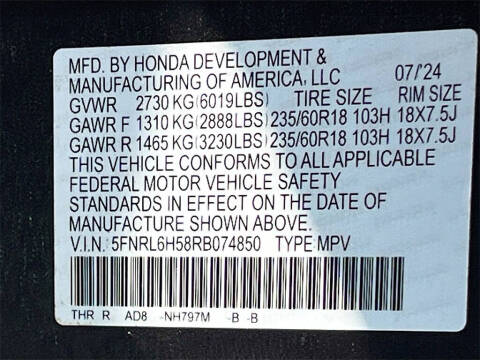 MFD. BY HONDA DEVELOPMENT &
MANUFACTURING OF AMERICA, LLC 07/'24
GVWR 2730 KG(6019LBS) TIRE SIZE RIM SIZE
GAWR F 1310 KG(2888LBS) 235/60R18 103H 18X7.5J
GAWR R 1465 KG(3230LBS) 235/60R18 103H 18X7.5J
THIS VEHICLE CONFORMS TO ALL APPLICABLE
FEDERAL MOTOR VEHICLE SAFETY
STANDARDS IN EFFECT ON THE DATE OF
MANUFACTURE SHOWN ABOVE.
V.I.N. 5FNRL6H58RB074850 TYPE:MPV
THR R AD8 -NH797M -B -B